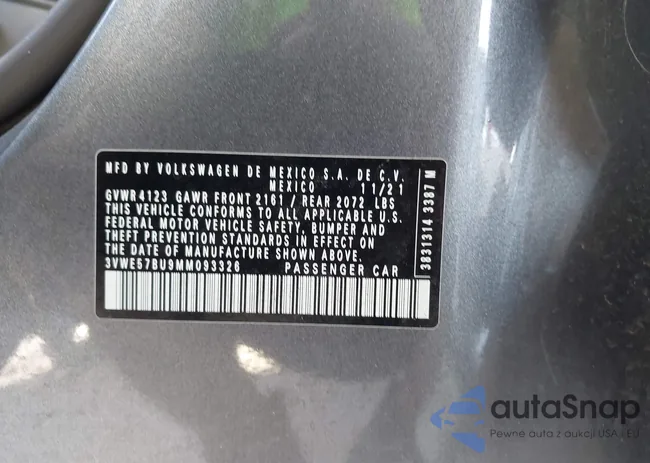 MFD BY VOLKSWAGEN DE MEXICO S.A. DE C.V.
MEXICO 11/21
GVWR4123 GAWR FRONT 2161 / REAR 2072 LBS
THIS VEHICLE CONFORMS TO ALL APPLICABLE U.S.
FEDERAL MOTOR VEHICLE SAFETY, BUMPER AND
THEFT PREVENTION STANDARDS IN EFFECT ON
THE DATE OF MANUFACTURE SHOWN ABOVE.
3VWE57BU9MM093326 PASSENGER CAR
3831314 3387 M
autaSnap
Pewne auta z aukcji USA i EU